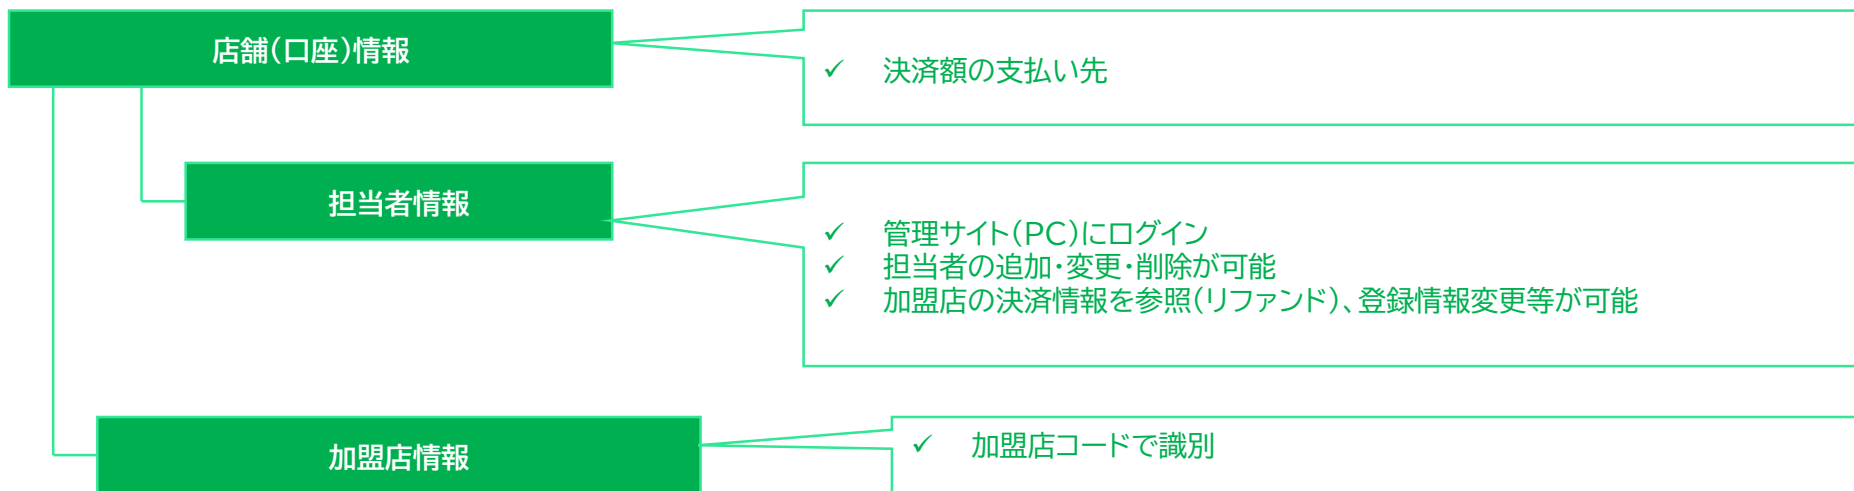 店舗(口座)情報
✓ 決済額の支払い先
担当者情報
✓ 管理サイト(PC)にログイン
✓ 担当者の追加・変更・削除が可能
✓ 加盟店の決済情報を参照(リファンド)、登録情報変更等が可能
加盟店情報
✓ 加盟店コードで識別